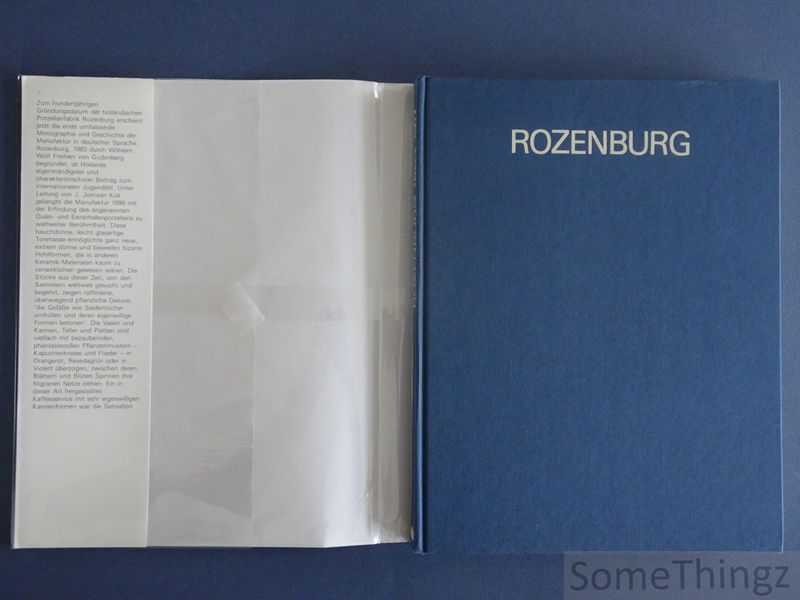 Zum hundertjährigen
Gründungsdatum der holländischen
Porzellanfabrik Rozenburg erscheint
jetzt die erste umfassende
Monographie und Geschichte der
Manufaktur in deutscher Sprache.
Rozenburg, 1883 durch Wilhelm
Wolf Freiherr von Gudenberg
begründet, ist Hollands
eigenständigster und
charakteristischster Beitrag zum
internationalen Jugendstil. Unter
Leitung von J. Jurriaan Kok
gelangte die Manufaktur 1899 mit
der Erfindung des sogenannten
Quasi- und Eierschalenporzellans zu
weltweiter Berühmtheit. Diese
hauchdünne, leicht glasartige
Tonmasse ermöglichte ganz neue,
extrem dünne und bisweilen bizarre
Hohlformen, die in anderen
Keramik-Materialen kaum zu
verwirklichen gewesen wären. Die
Stücke aus dieser Zeit, von den
Sammlern weltweit gesucht und
begehrt, zeigen raffinierte,
überwiegend pflanzliche Dekore,
'die Gefäße wie Seidentücher
umhüllen und deren eigenwillige
Formen betonen'. Die Vasen und
Kannen, Teller und Platten sind
vielfach mit bezaubernden,
phantasievollen Pflanzenmustern –
Kapuzinerkresse und Flieder – in
Orangerot, Resedagrün oder in
Violett überzogen, zwischen deren
Blättern und Blüten Spinnen ihre
filigranen Netze ziehen. Ein in
dieser Art hergestelltes
Kaffeeservice mit sehr eigenwilligen
Kannenformen war die Sensation
ROZENBURG
SomeThingz